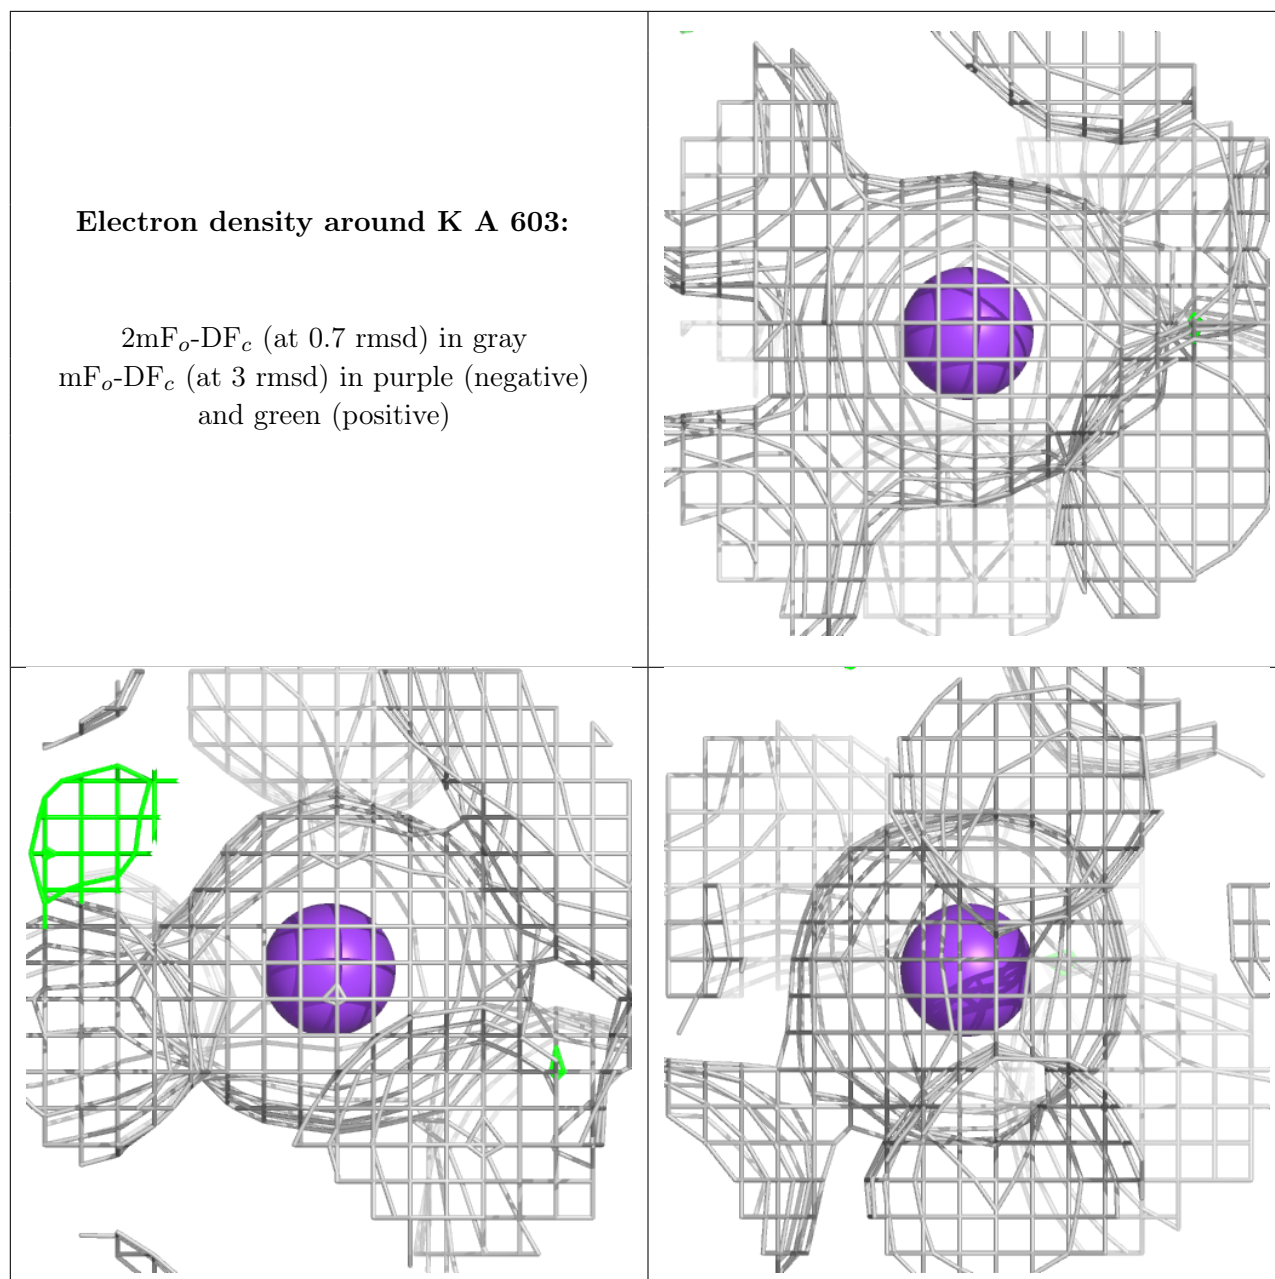 Electron density around K A 603:
2mFo-DFc (at 0.7 rmsd) in gray
mFo-DFc (at 3 rmsd) in purple (negative)
and green (positive)